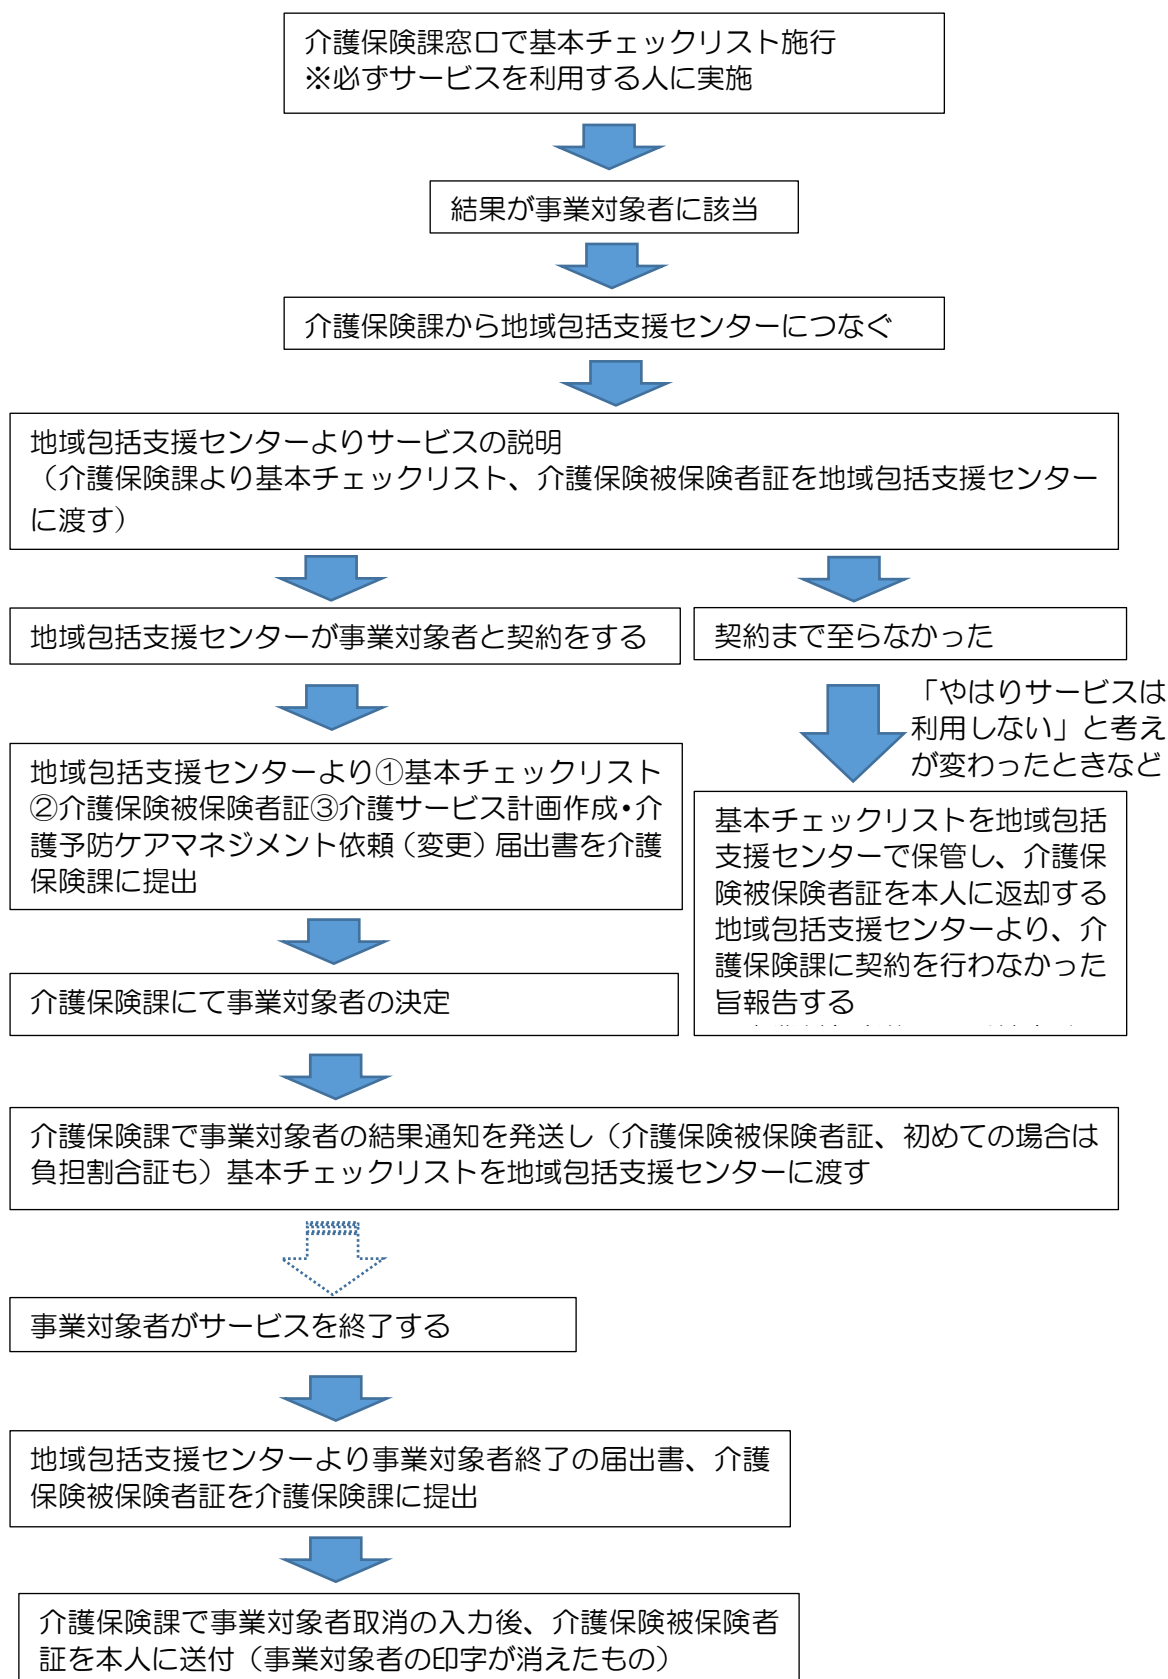 介護保険課窓口で基本チェックリスト施行
※必ずサービスを利用する人に実施
結果が事業対象者に該当
介護保険課から地域包括支援センターにつなぐ
地域包括支援センターよりサービスの説明
（介護保険課より基本チェックリスト、介護保険被保険者証を地域包括支援センター
に渡す）
地域包括支援センターが事業対象者と契約をする
契約まで至らなかった
「やはりサービスは
利用しない」と考え
が変わったときなど
地域包括支援センターより①基本チェックリスト
②介護保険被保険者証③介護サービス計画作成・介
護予防ケアマネジメント依頼（変更）届出書を介護
保険課に提出
基本チェックリストを地域包括
支援センターで保管し、介護保
険被保険者証を本人に返却する
地域包括支援センターより、介
護保険課に契約を行わなかった
旨報告する
介護保険課にて事業対象者の決定
介護保険課で事業対象者の結果通知を発送し（介護保険被保険者証、初めての場合は
負担割合証も）基本チェックリストを地域包括支援センターに渡す
事業対象者がサービスを終了する
地域包括支援センターより事業対象者終了の届出書、介護
保険被保険者証を介護保険課に提出
介護保険課で事業対象者取消の入力後、介護保険被保険者
証を本人に送付（事業対象者の印字が消えたもの）